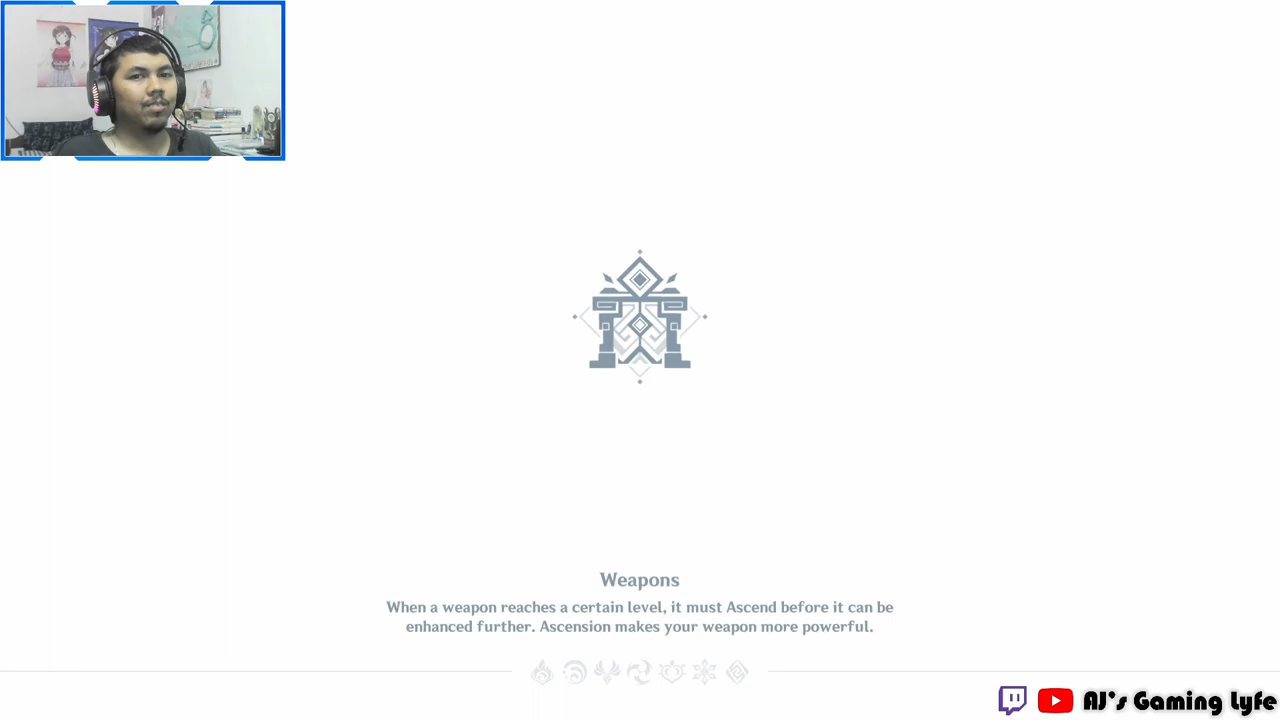 Weapons
When a weapon reaches a certain level, it must Ascend before it can be
enhanced further. Ascension makes your weapon more powerful.
AJ's Gaming Lyfe